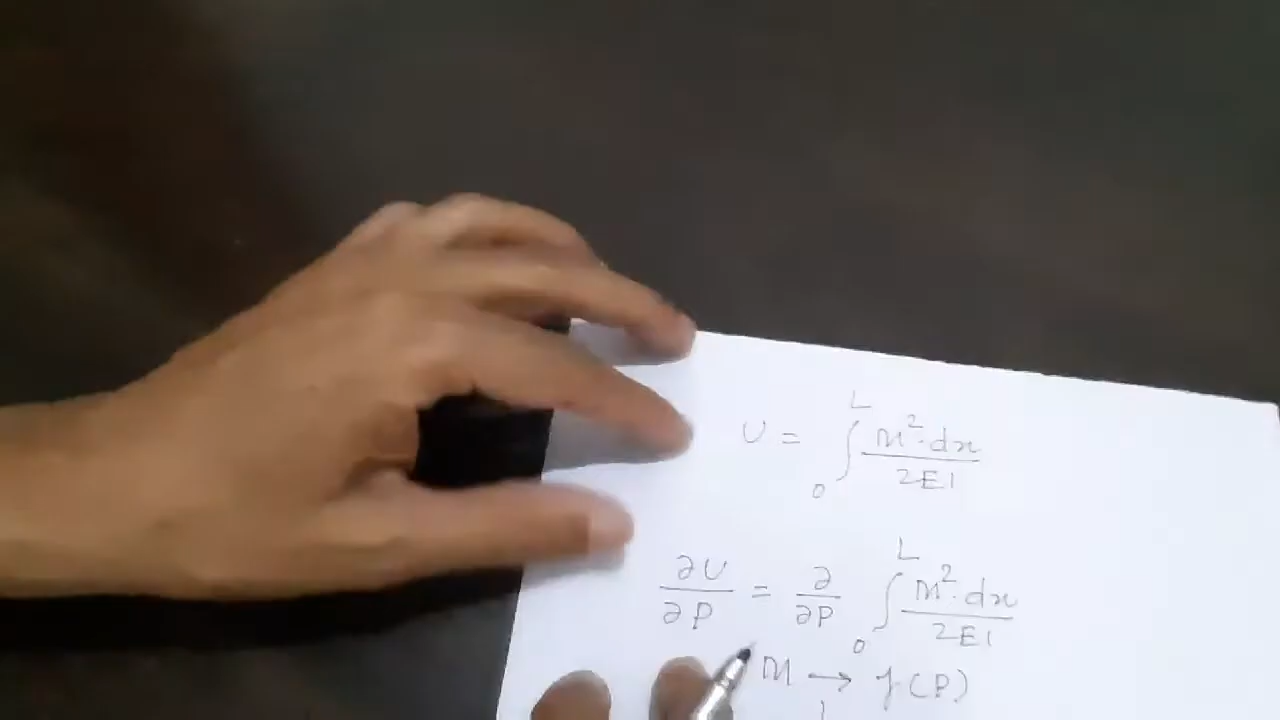 U = ∫₀ᴸ M²·dx / 2EI
∂U/∂P = ∂/∂P ∫₀ᴸ M²·dx / 2EI
M → f(P)